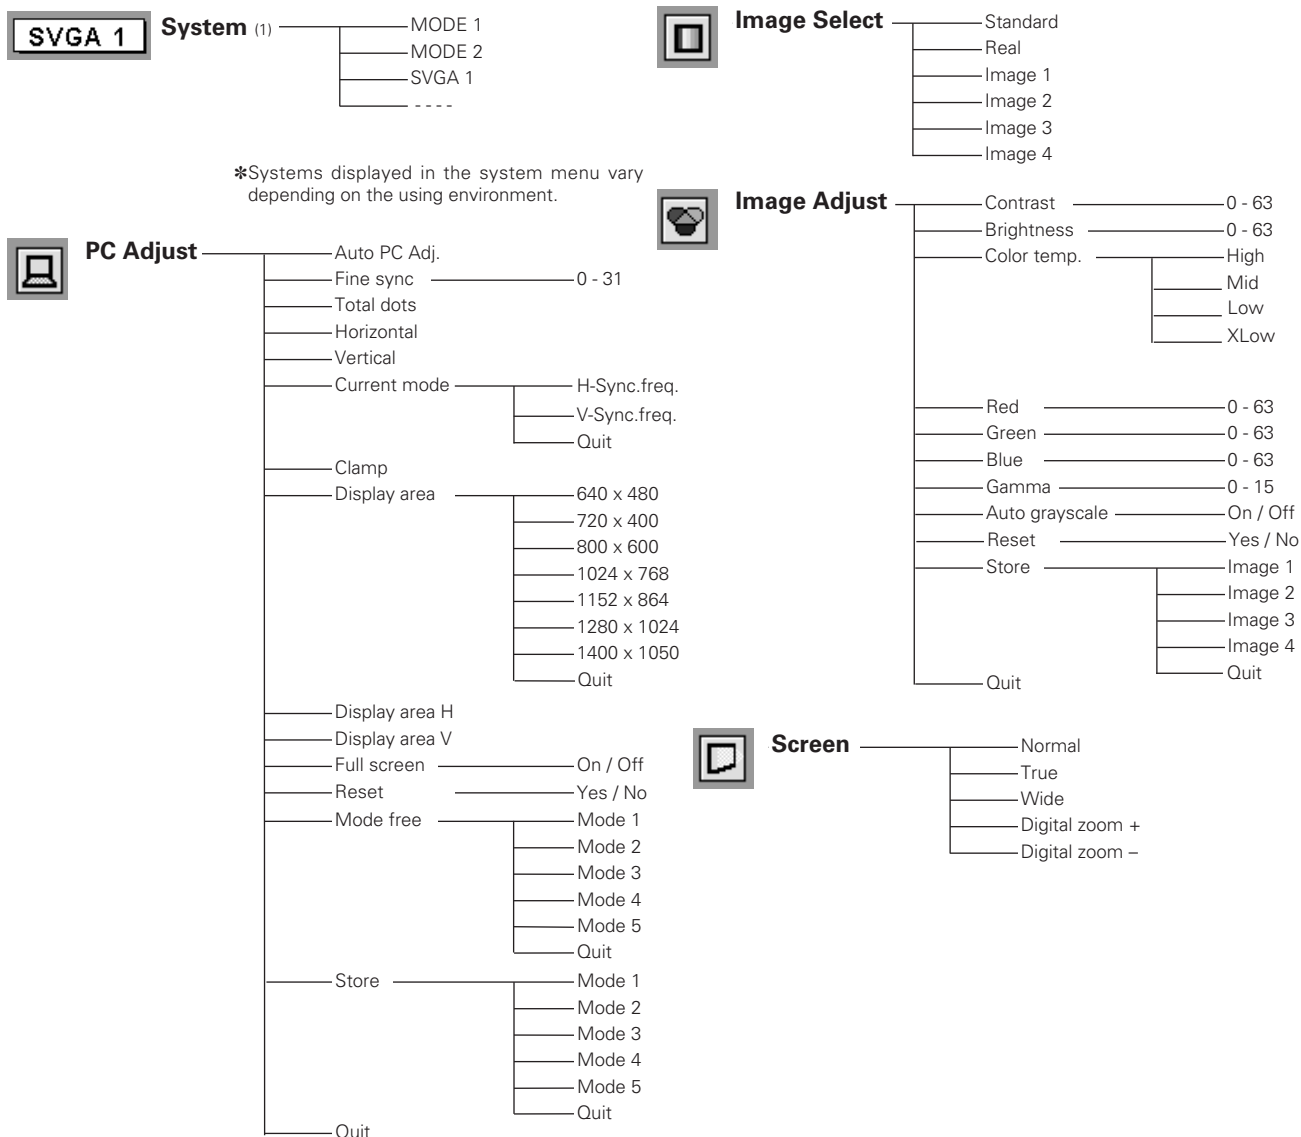 SVGA 1
System (1)
MODE 1
MODE 2
SVGA 1
- - - -
✽Systems displayed in the system menu vary
depending on the using environment.
PC Adjust
Auto PC Adj.
Fine sync 0 - 31
Total dots
Horizontal
Vertical
Current mode H-Sync.freq.
V-Sync.freq.
Quit
Clamp
Display area 640 x 480
720 x 400
800 x 600
1024 x 768
1152 x 864
1280 x 1024
1400 x 1050
Quit
Display area H
Display area V
Full screen On / Off
Reset Yes / No
Mode free Mode 1
Mode 2
Mode 3
Mode 4
Mode 5
Quit
Store Mode 1
Mode 2
Mode 3
Mode 4
Mode 5
Quit
Quit
Image Select
Standard
Real
Image 1
Image 2
Image 3
Image 4
Image Adjust
Contrast 0 - 63
Brightness 0 - 63
Color temp. High
Mid
Low
XLow
Red 0 - 63
Green 0 - 63
Blue 0 - 63
Gamma 0 - 15
Auto grayscale On / Off
Reset Yes / No
Store Image 1
Image 2
Image 3
Image 4
Quit
Quit
Screen
Normal
True
Wide
Digital zoom +
Digital zoom –